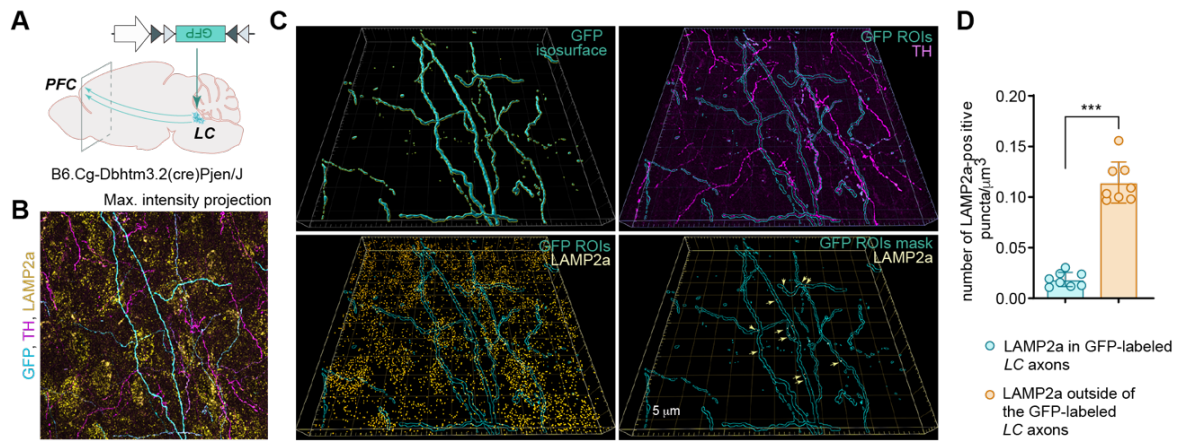 A
GFP
PFC
LC
B6.Cg-Dbhtm3.2(cre)Pjen/J
B
Max. intensity projection
GFP, TH, LAMP2a
C
GFP
isosurface
GFP ROIs
TH
GFP ROIs
LAMP2a
GFP ROIs mask
LAMP2a
5 μm
D
number of LAMP2a-positive
puncta/μm3
0.20
0.15
0.10
0.05
0.00
***
LAMP2a in GFP-labeled
LC axons
LAMP2a outside of
the GFP-labeled
LC axons